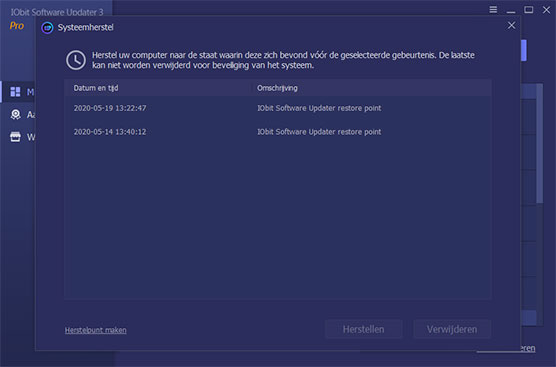 IObit Software Updater 3
Pro
Systeemherstel
Herstel uw computer naar de staat waarin deze zich bevond vóór de geselecteerde gebeurtenis. De laatste
kan niet worden verwijderd voor beveiliging van het systeem.
Datum en tijd Omschrijving
2020-05-19 13:22:47 IObit Software Updater restore point
2020-05-14 13:40:12 IObit Software Updater restore point
Herstelpunt maken Herstellen Verwijderen